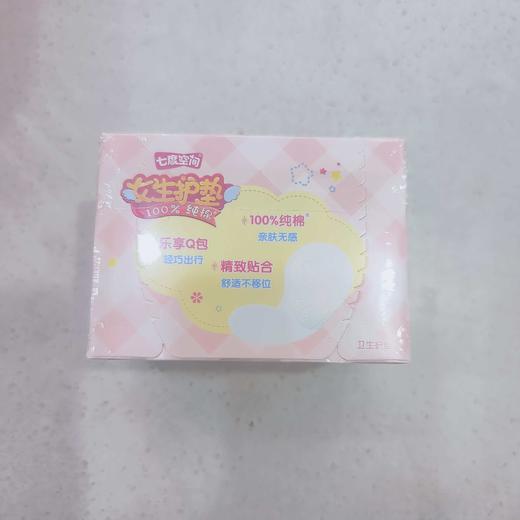 七度空间
女生护垫
100% 纯棉
100%纯棉
亲肤无感
乐享Q包
轻巧出行
精致贴合
舒适不移位
卫生护垫